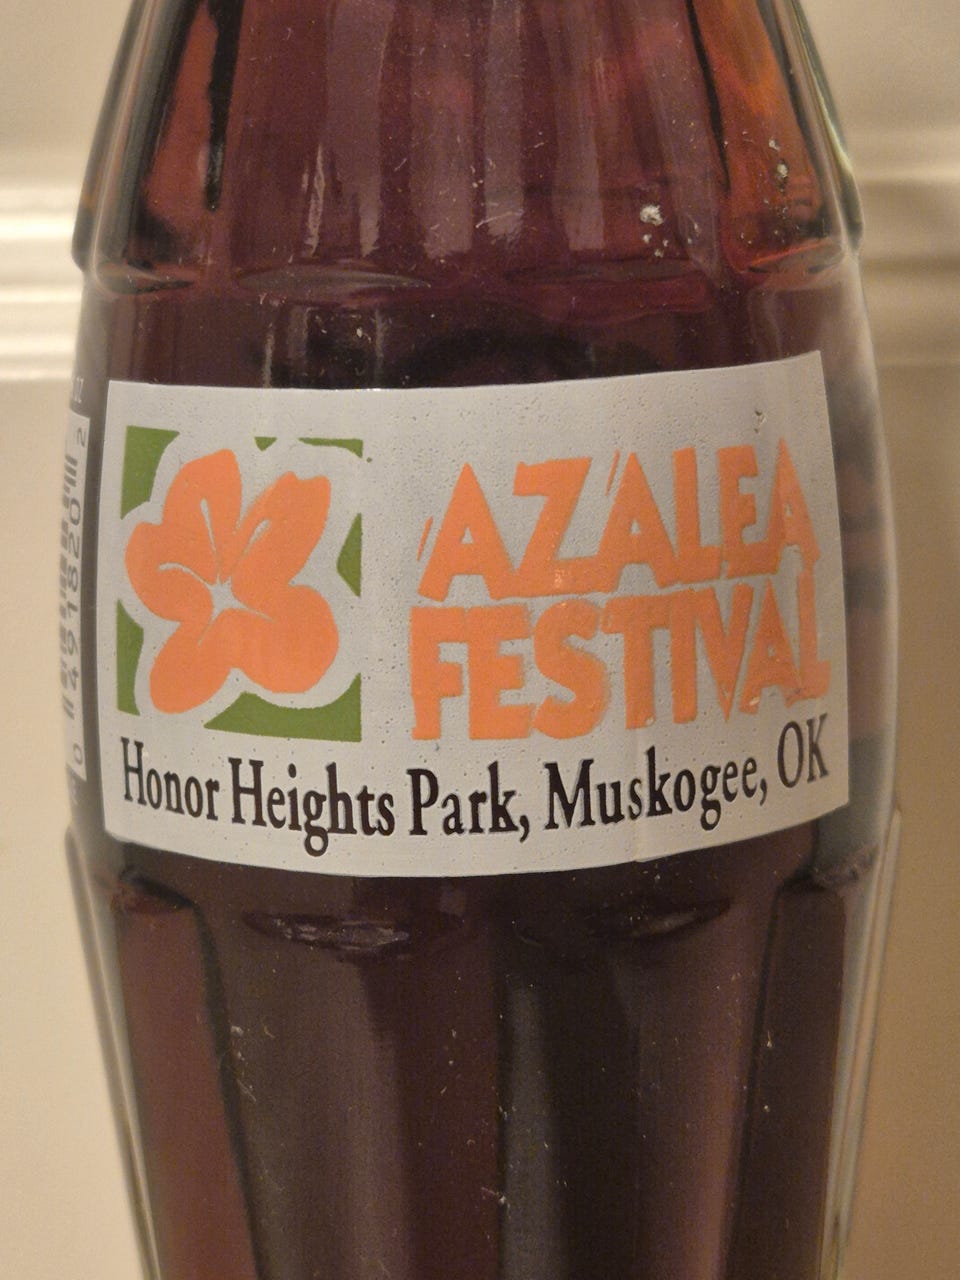 AZALEA
FESTIVAL
Honor Heights Park, Muskogee, OK